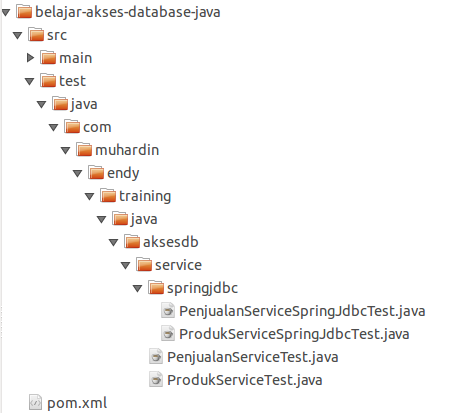 belajar-akses-database-java
src
main
test
java
com
muhardin
endy
training
java
aksesdb
service
springjdbc
PenjualanServiceSpringJdbcTest.java
ProdukServiceSpringJdbcTest.java
PenjualanServiceTest.java
ProdukServiceTest.java
pom.xml